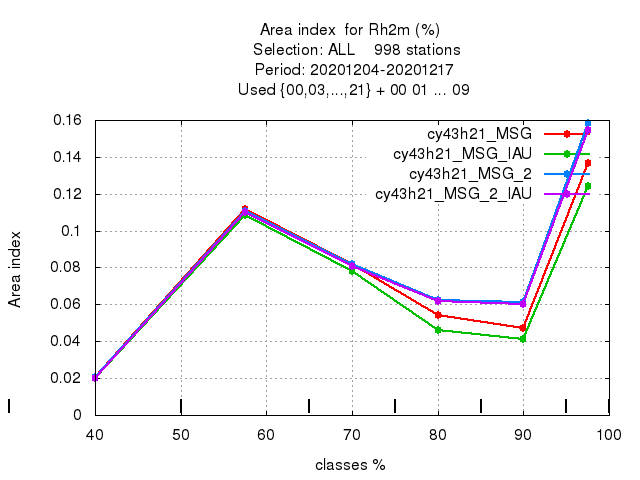 Area index for Rh2m (%)
Selection: ALL 998 stations
Period: 20201204-20201217
Used {00,03,...,21} + 00 01 ... 09
cy43h21_MSG
cy43h21_MSG_IAU
cy43h21_MSG_2
cy43h21_MSG_2_IAU
Area index
0.16
0.14
0.12
0.1
0.08
0.06
0.04
0.02
0
40 50 60 70 80 90 100
classes %